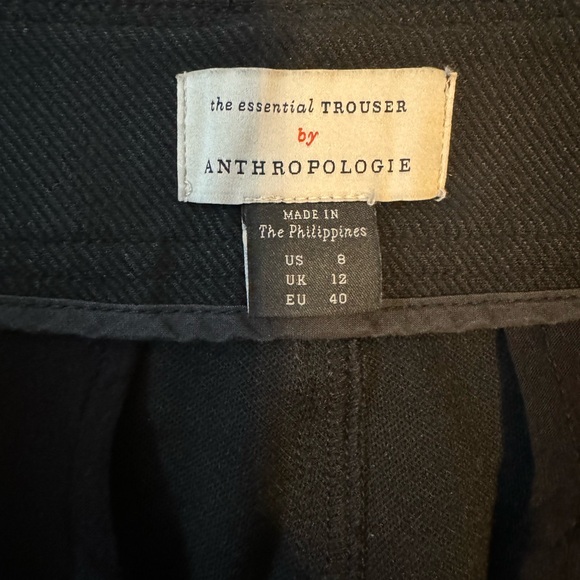 the essential TROUSER
by
ANTHROPOLOGIE
MADE IN
The Philippines
US 8
UK 12
EU 40